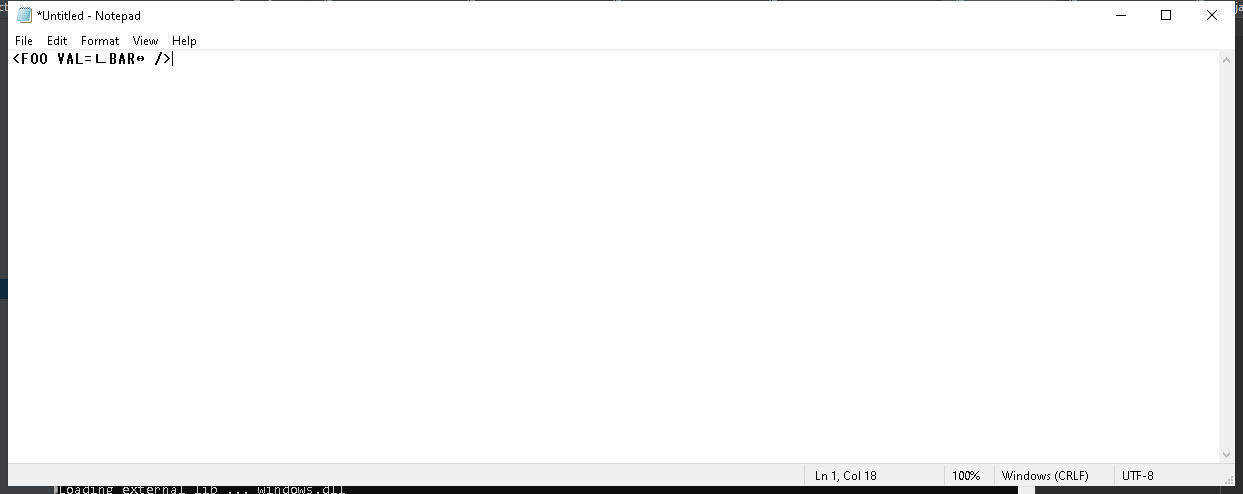 *Untitled - Notepad
File Edit Format View Help
<FOO VAL=∟BAR↔ />
Ln 1, Col 18 100% Windows (CRLF) UTF-8
Loading external lib ... windows.dll